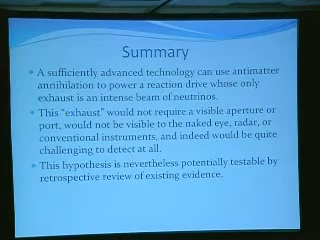 Summary
A sufficiently advanced technology can use antimatter
annihilation to power a reaction drive whose only
exhaust is an intense beam of neutrinos.
This “exhaust” would not require a visible aperture or
port, would not be visible to the naked eye, radar, or
conventional instruments, and indeed would be quite
challenging to detect at all.
This hypothesis is nevertheless potentially testable by
retrospective review of existing evidence.